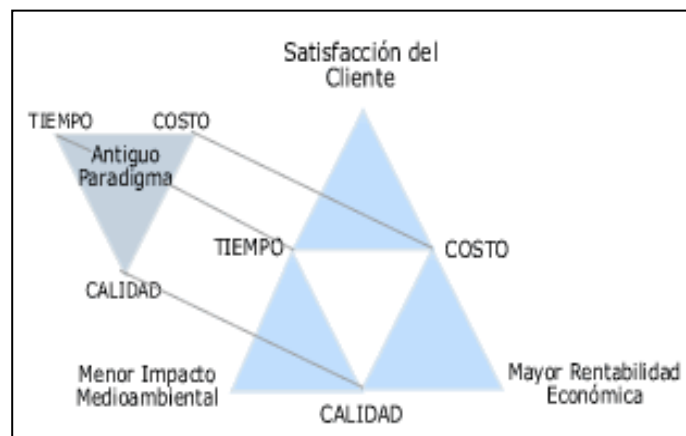 Satisfacción del
Cliente
TIEMPO
COSTO
Antiguo
Paradigma
TIEMPO
COSTO
CALIDAD
Menor Impacto
Medioambiental
Mayor Rentabilidad
Económica
CALIDAD